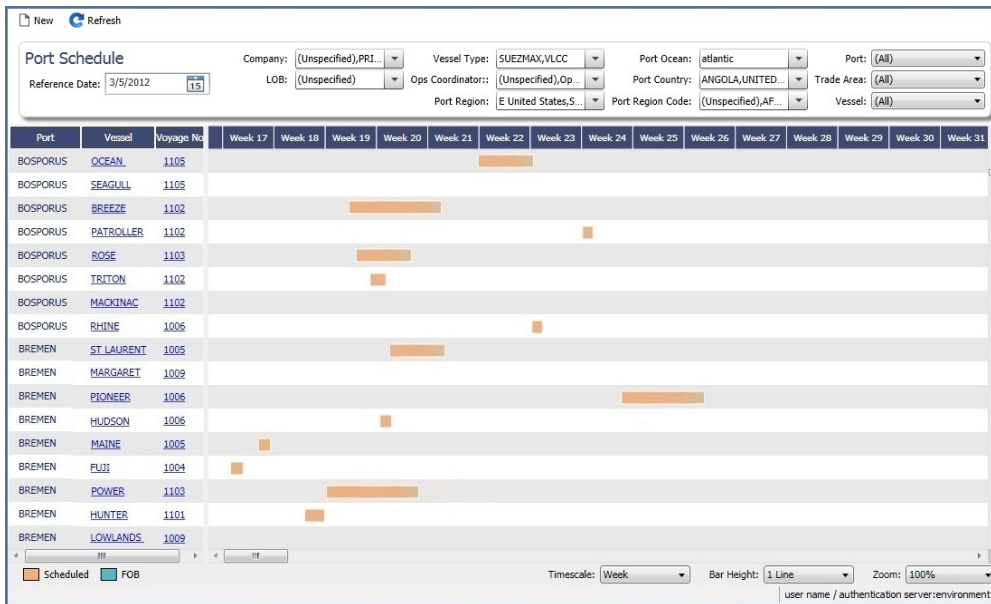 New Refresh
Port Schedule
Company: (Unspecified),PRI... Vessel Type: SUEZMAX,VLCC Port Ocean: atlantic Port: (All)
Reference Date: 3/5/2012 15 LOB: (Unspecified) Ops Coordinator:: (Unspecified),Op... Port Country: ANGOLA,UNITED... Trade Area: (All)
Port Region: E United States,S... Port Region Code: (Unspecified),AF... Vessel: (All)
Port Vessel Voyage No Week 17 Week 18 Week 19 Week 20 Week 21 Week 22 Week 23 Week 24 Week 25 Week 26 Week 27 Week 28 Week 29 Week 30 Week 31
BOSPORUS OCEAN 1105
BOSPORUS SEAGULL 1105
BOSPORUS BREEZE 1102
BOSPORUS PATROLLER 1102
BOSPORUS ROSE 1103
BOSPORUS TRITON 1102
BOSPORUS MACKINAC 1102
BOSPORUS RHINE 1006
BREMEN ST LAURENT 1005
BREMEN MARGARET 1009
BREMEN PIONEER 1006
BREMEN HUDSON 1006
BREMEN MAINE 1005
BREMEN FUJI 1004
BREMEN POWER 1103
BREMEN HUNTER 1101
BREMEN LOWLANDS 1009
Scheduled FOB Timescale: Week Bar Height: 1 Line Zoom: 100%
user name / authentication server:environment